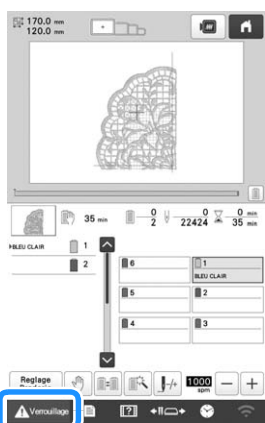 170.0 mm
120.0 mm
35 min
0
2
0
22424
0 min
35 min
BLEU CLAIR 1
2
6
1
BLEU CLAIR
5
2
4
3
Reglage
-/+
1000
spm
- +
Verrouillage